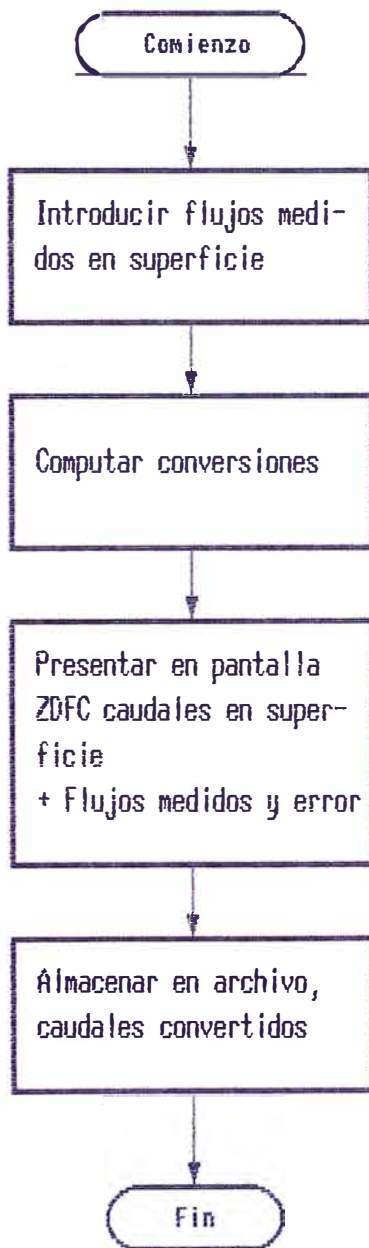 Comienzo
Introducir flujos medi-
dos en superficie
Computar conversiones
Presentar en pantalla
ZDFC caudales en super-
ficie
+ Flujos medidos y error
Almacenar en archivo,
caudales convertidos
Fin